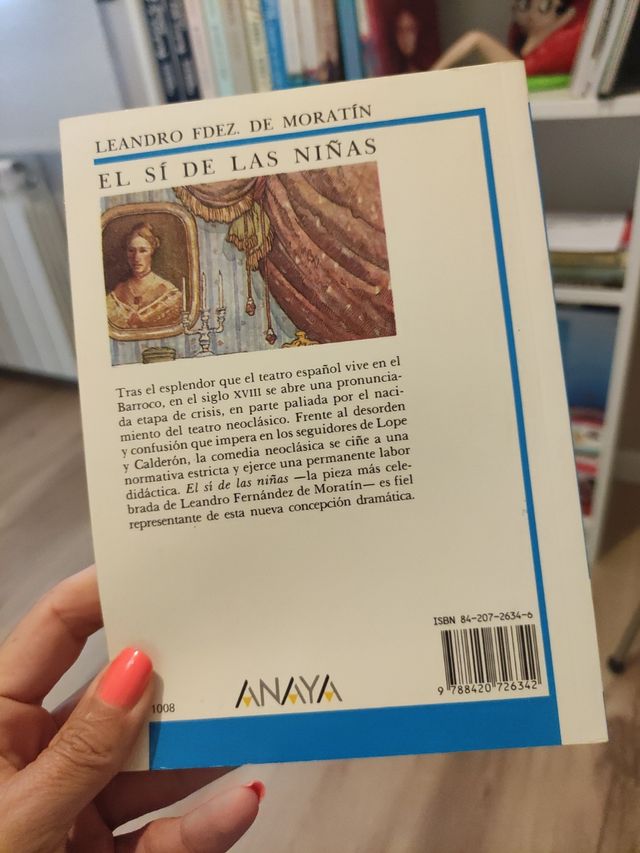 LEANDRO FDEZ. DE MORATÍN
EL SÍ DE LAS NIÑAS
Tras el esplendor que el teatro español vive en el
Barroco, en el siglo XVIII se abre una pronuncia-
da etapa de crisis, en parte paliada por el naci-
miento del teatro neoclásico. Frente al desorden
y confusión que impera en los seguidores de Lope
y Calderón, la comedia neoclásica se ciñe a una
normativa estricta y ejerce una permanente labor
didáctica. El sí de las niñas —la pieza más cele-
brada de Leandro Fernández de Moratín— es fiel
representante de esta nueva concepción dramática.
ISBN 84-207-2634-6
9 788420 726342
1008
ANAYA